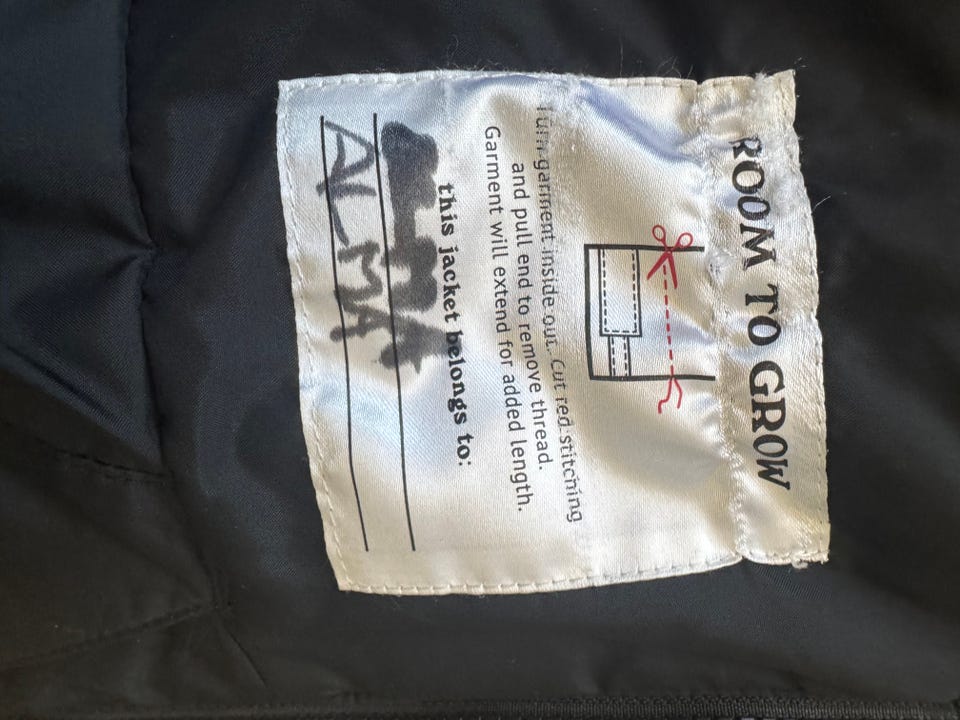 ROOM TO GROW
Turn garment inside out. Cut red stitching
and pull end to remove thread.
Garment will extend for added length.
this jacket belongs to:
ALMA